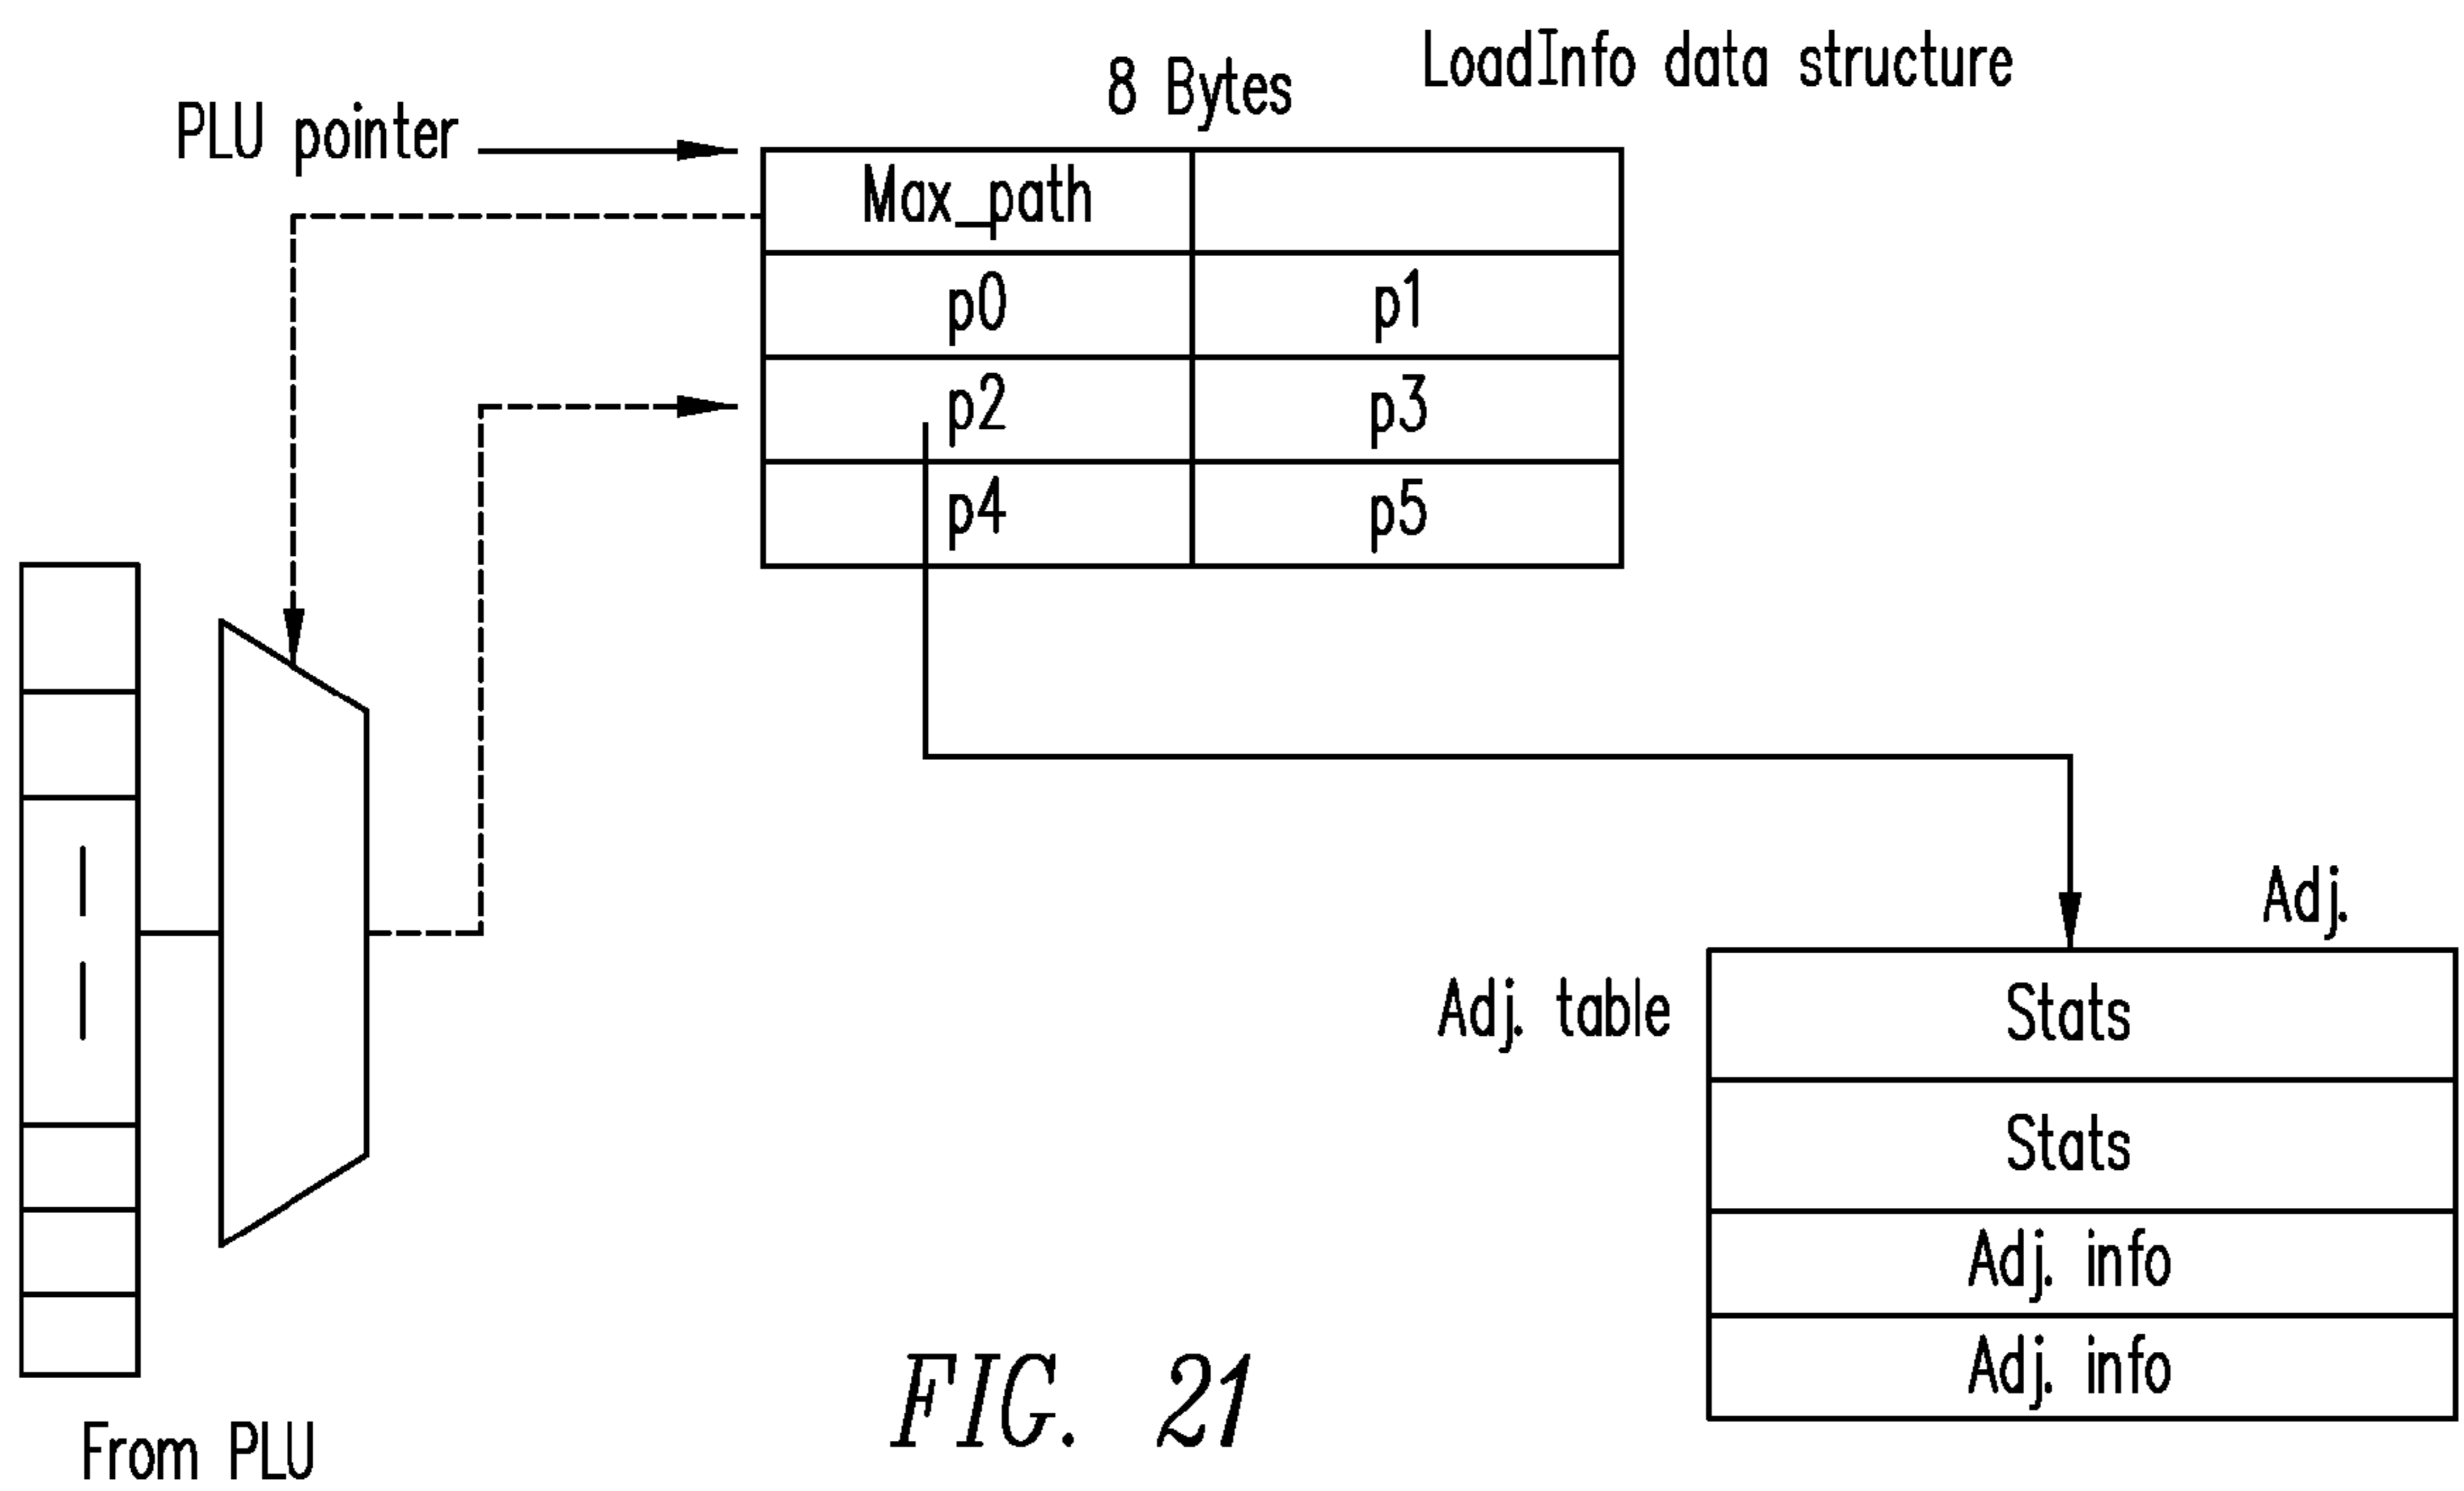 LoadInfo data structure
8 Bytes
PLU pointer
Max_path
p0 p1
p2 p3
p4 p5
Adj.
Adj. table
Stats
Stats
Adj. info
Adj. info
From PLU
FIG. 21